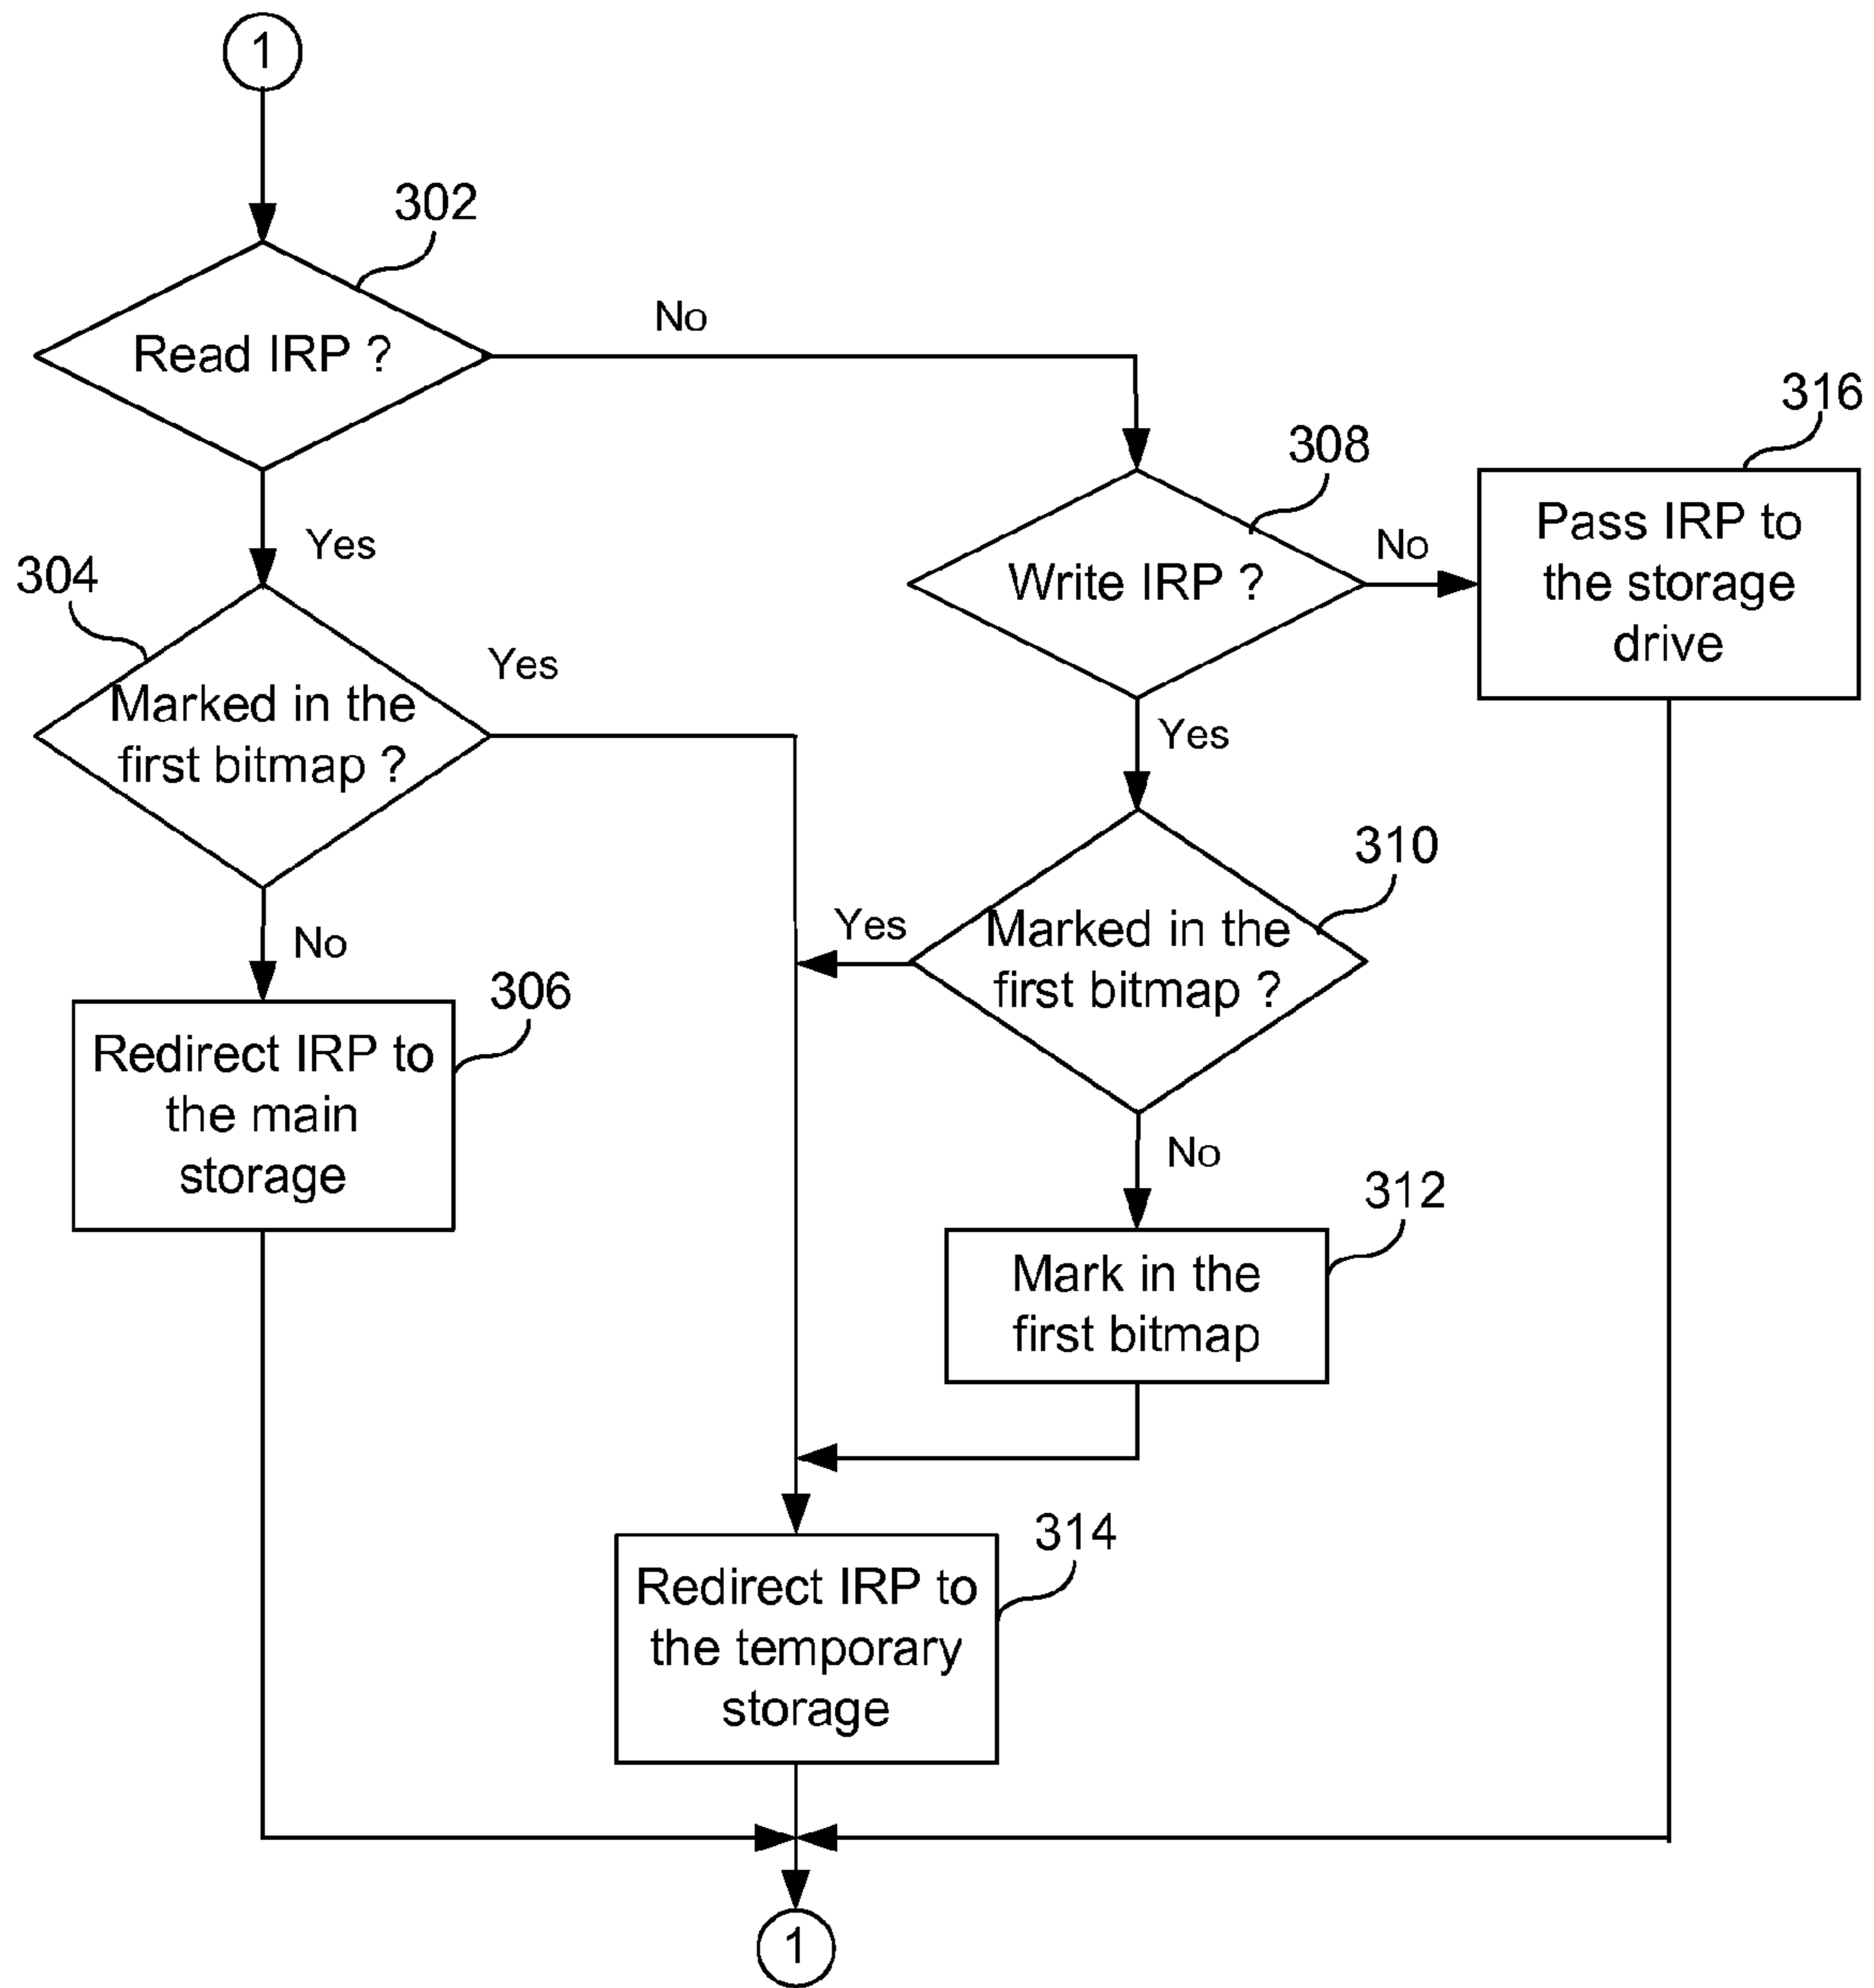 1
302
Read IRP ?
No
Yes
316
308
Pass IRP to
the storage
drive
Write IRP ?
No
Yes
304
Marked in the
first bitmap ?
Yes
No
310
Marked in the
first bitmap ?
Yes
No
306
Redirect IRP to
the main
storage
312
Mark in the
first bitmap
314
Redirect IRP to
the temporary
storage
1